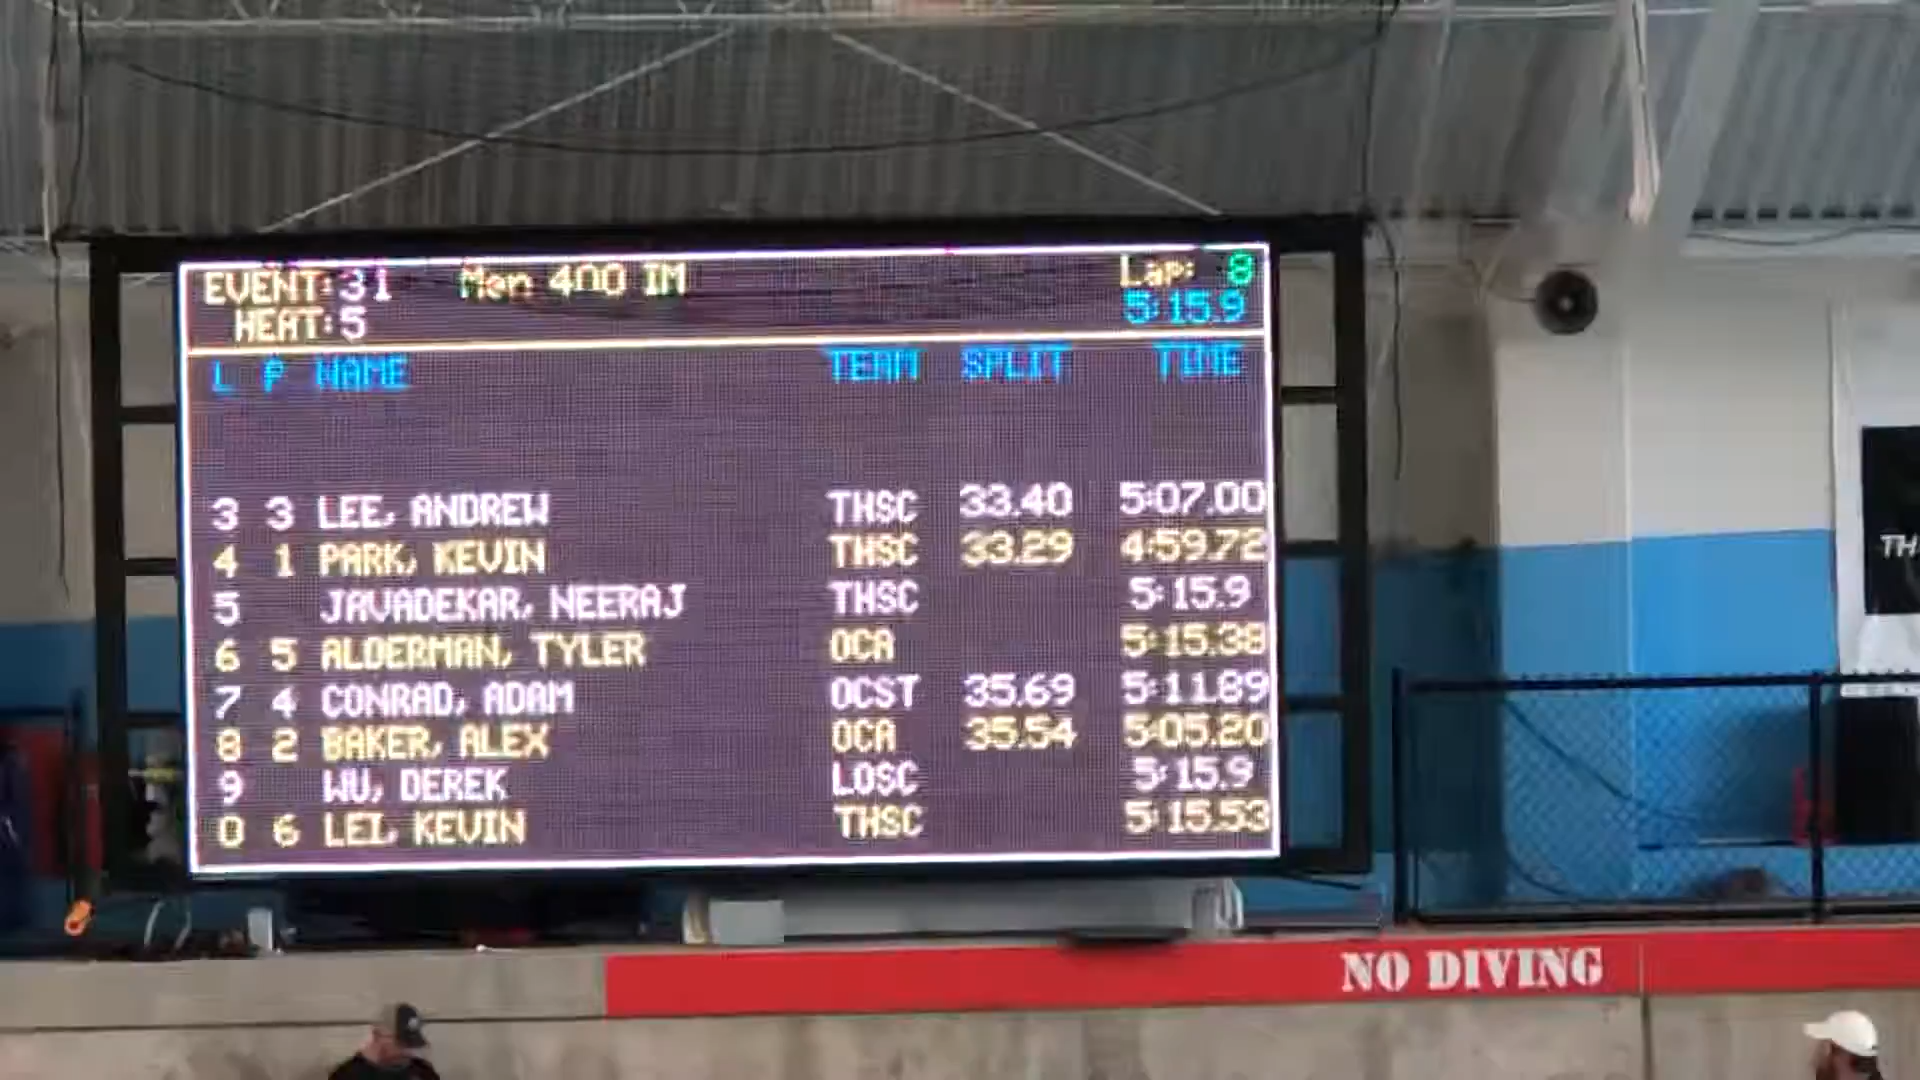 EVENT:31 Men 400 IM Lap: 8
HEAT:5 5:15.9
L P NAME TEAM SPLIT TIME
3 3 LEE, ANDREW THSC 33.40 5:07.00
4 1 PARK, KEVIN THSC 33.29 4:59.72
5 JAVADEKAR, NEERAJ THSC 5:15.9
6 5 ALDERMAN, TYLER OCA 5:15.38
7 4 CONRAD, ADAM OCST 35.69 5:11.89
8 2 BAKER, ALEX OCA 35.54 5:05.20
9 WU, DEREK LOSC 5:15.9
0 6 LEI, KEVIN THSC 5:15.53
TH
NO DIVING